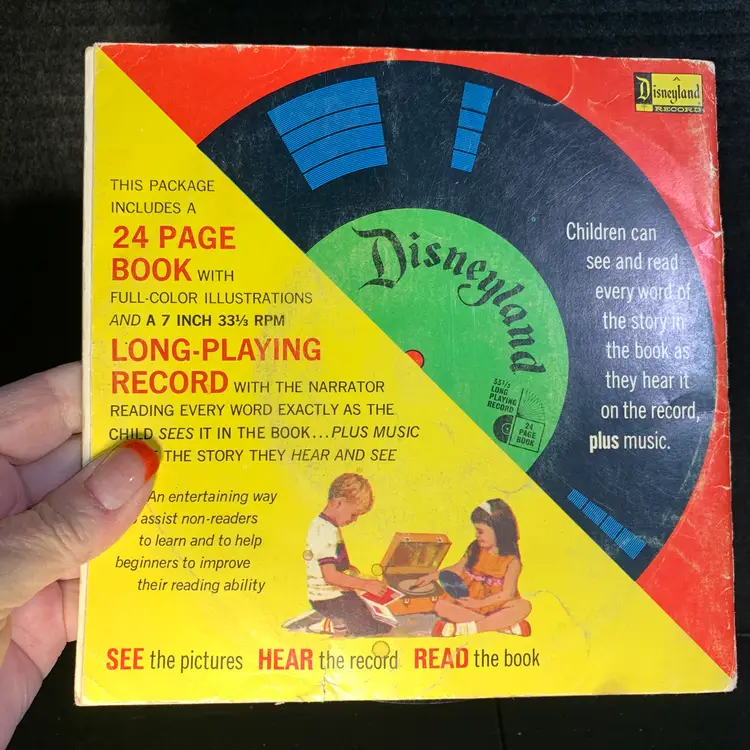 THIS PACKAGE
INCLUDES A
24 PAGE
BOOK WITH
FULL-COLOR ILLUSTRATIONS
AND A 7 INCH 33⅓ RPM
LONG-PLAYING
RECORD WITH THE NARRATOR
READING EVERY WORD EXACTLY AS THE
CHILD SEES IT IN THE BOOK...PLUS MUSIC
THE STORY THEY HEAR AND SEE
An entertaining way
assist non-readers
to learn and to help
beginners to improve
their reading ability
SEE the pictures HEAR the record READ the book
Disneyland
RECORD
Disneyland
33⅓
LONG
PLAYING
RECORD
24
PAGE
BOOK
Children can
see and read
every word of
the story in
the book as
they hear it
on the record,
plus music.